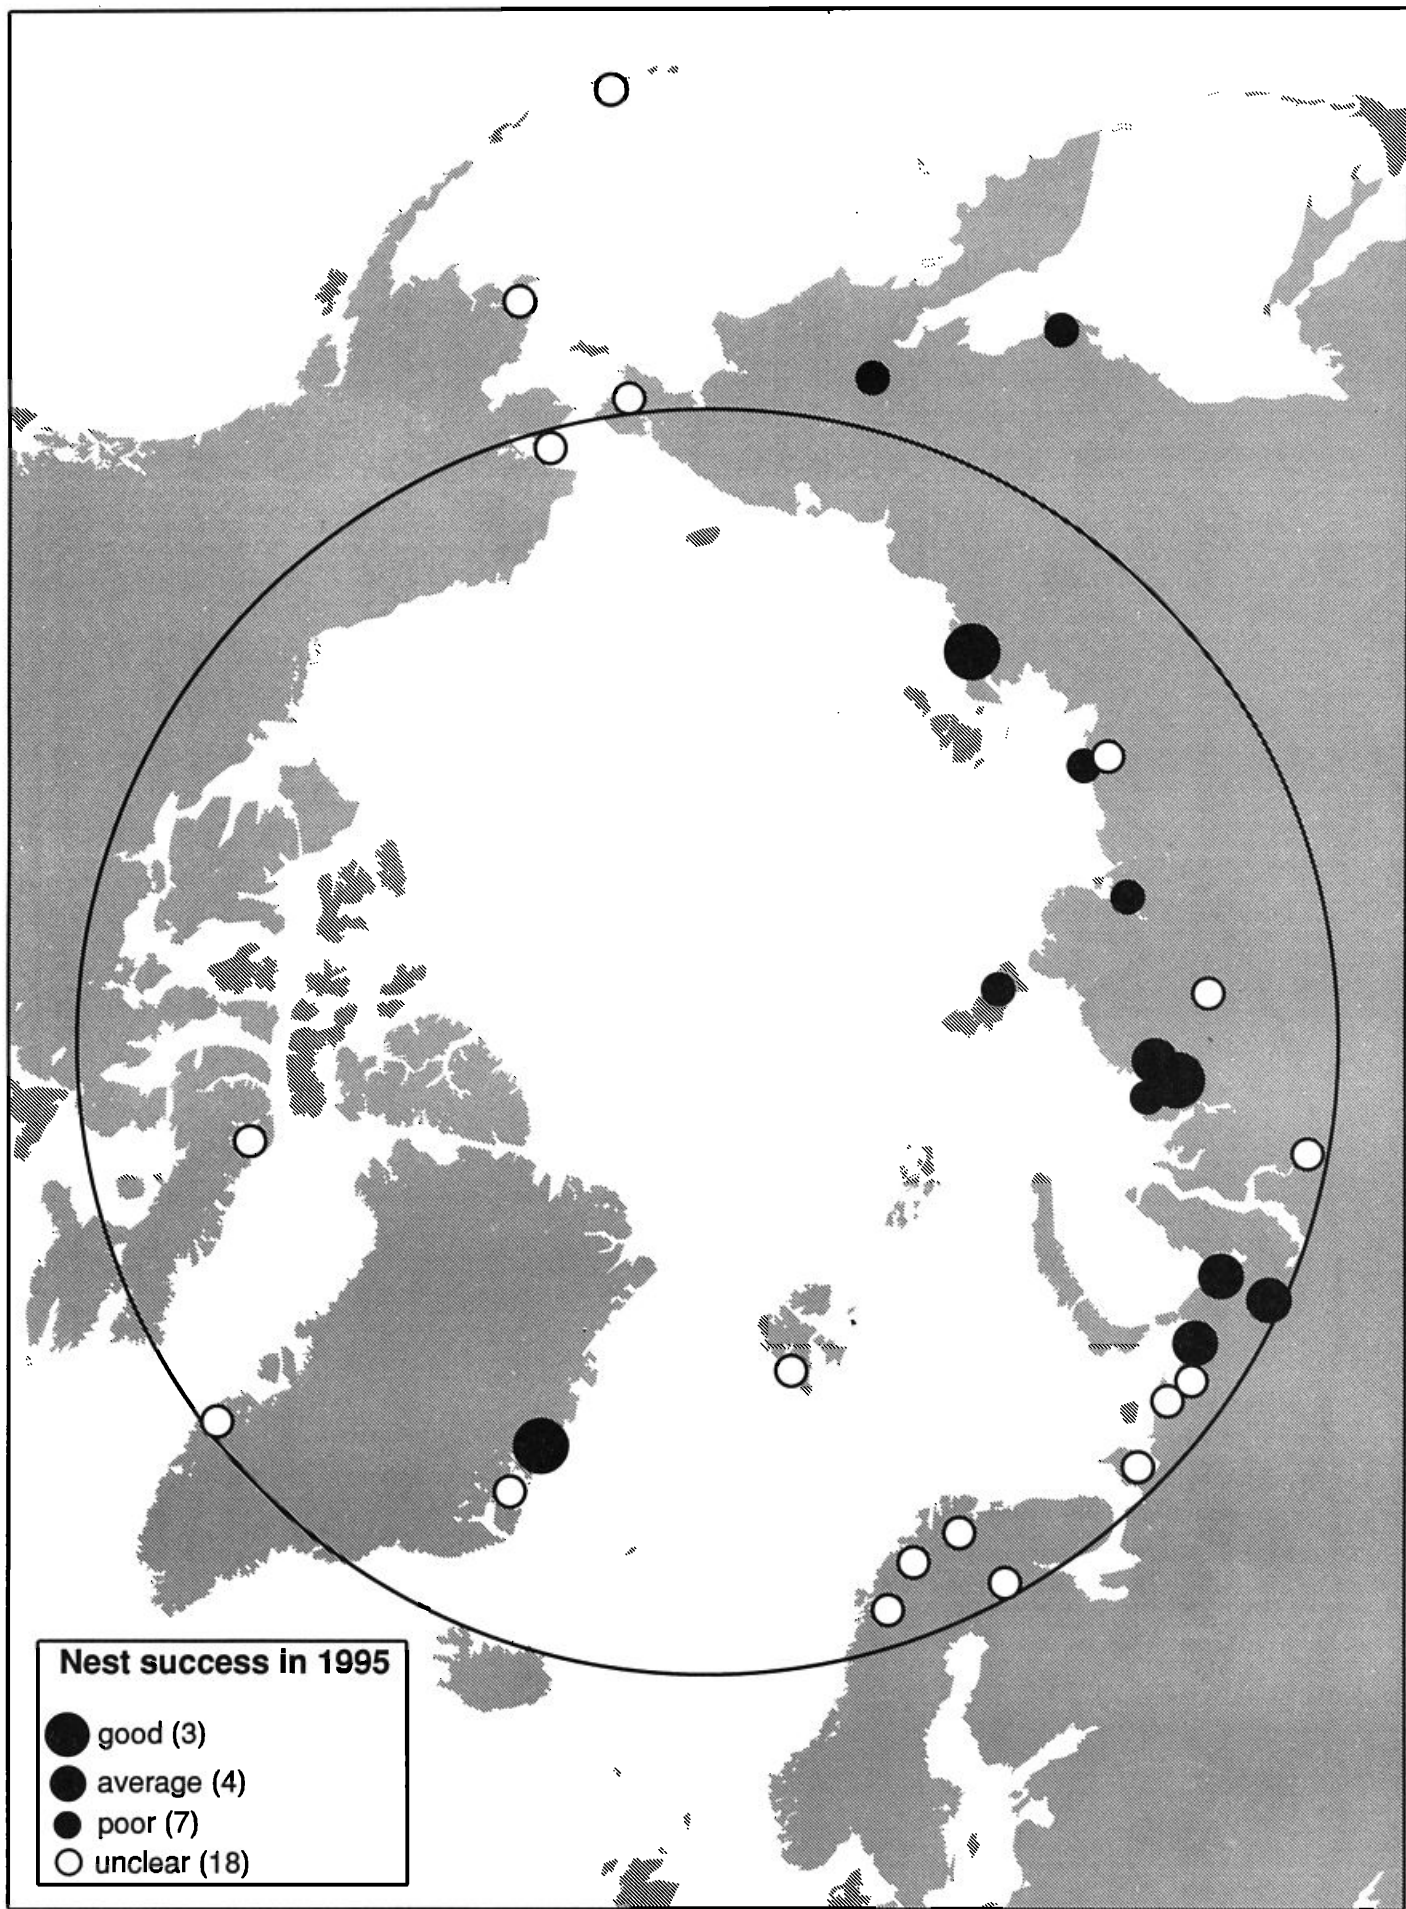 Nest success in 1995
good (3)
average (4)
poor (7)
unclear (18)